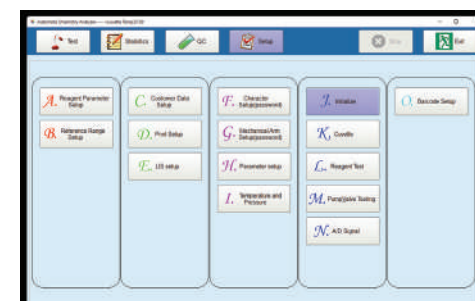 Test
Statistics
QC
Setup
Exit
A. Reagent Parameter Setup
B. Reference Range Setup
C. Customer Data Setup
D. Print Setup
E. LIS setup
F. Character Setup(password)
G. Mechanical/Arm Setup(password)
H. Parameter setup
I. Temperature and Pressure
J. Initialize
K. Cuvette
L. Reagent Test
M. Pump/Valve Testing
N. A/D Signal
O. Barcode Setup